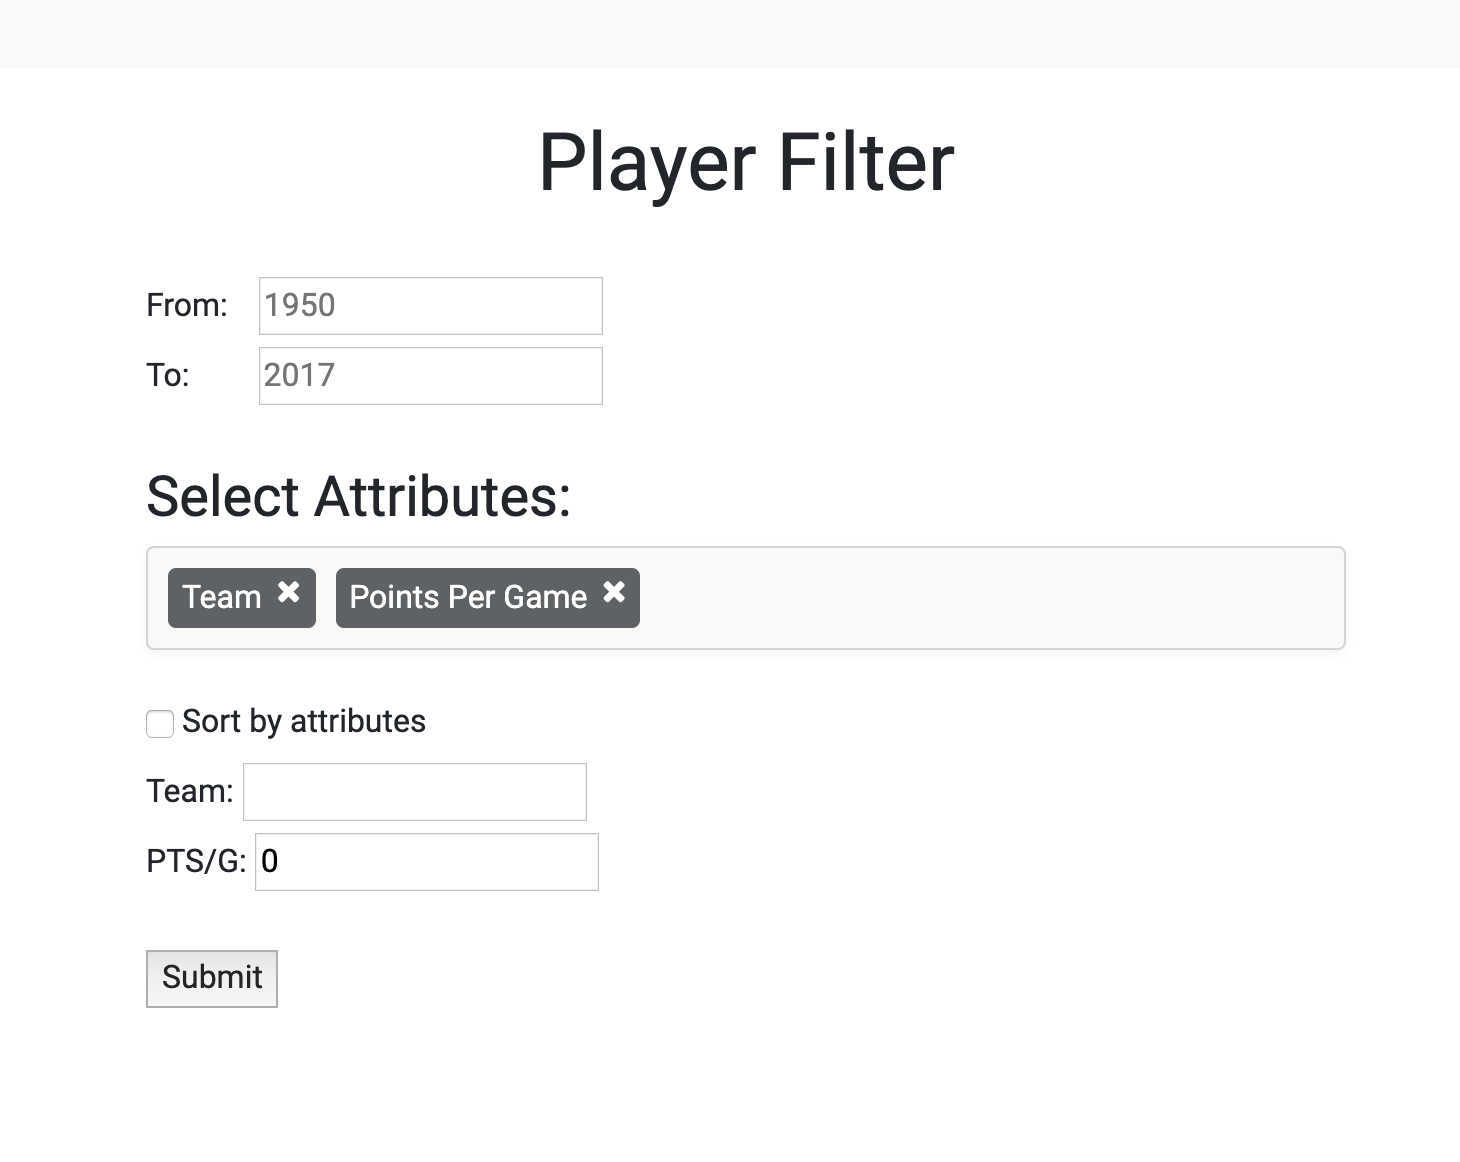 Player Filter
From: 1950
To: 2017
Select Attributes:
Team Points Per Game
Sort by attributes
Team:
PTS/G: 0
Submit